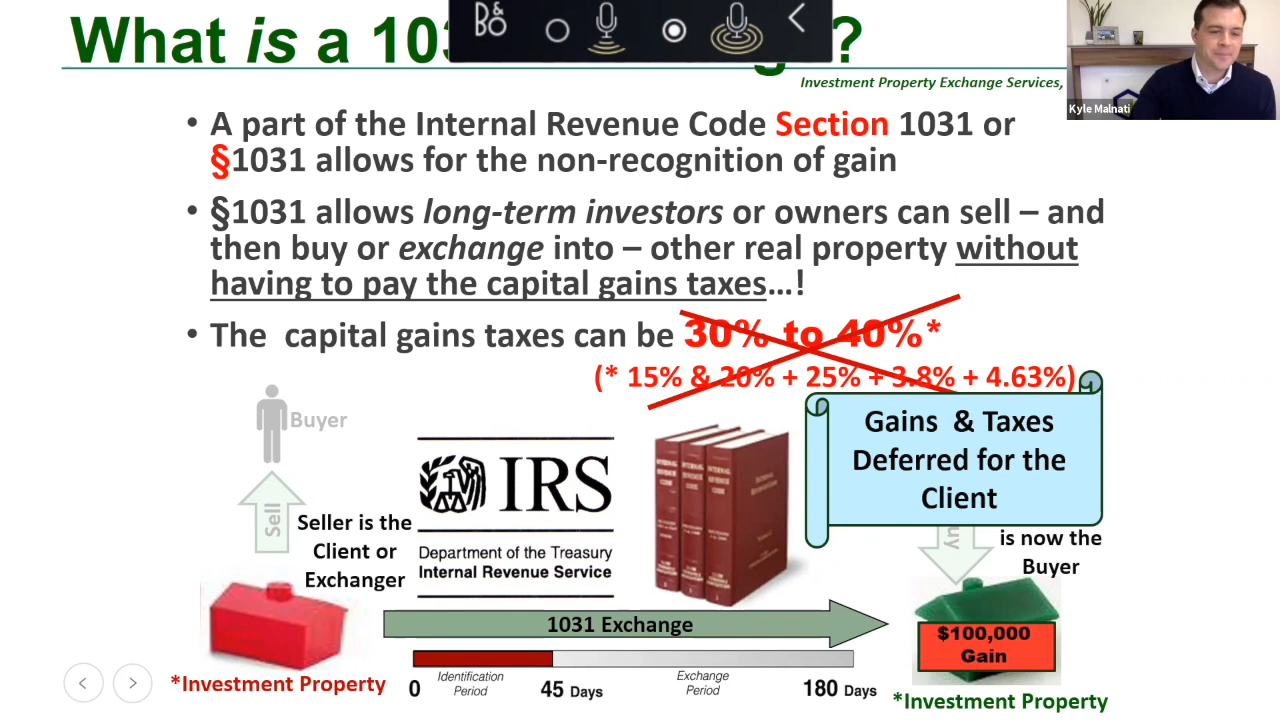 What is a 103
?
B&O
Investment Property Exchange Services,
Kyle Malnati
• A part of the Internal Revenue Code Section 1031 or
§1031 allows for the non-recognition of gain
• §1031 allows long-term investors or owners can sell – and
then buy or exchange into – other real property without
having to pay the capital gains taxes…!
• The capital gains taxes can be 30% to 40%*
(* 15% & 20% + 25% + 3.8% + 4.63%)
Buyer
Sell
Seller is the
Client or
Exchanger
IRS
Department of the Treasury
Internal Revenue Service
Gains & Taxes
Deferred for the
Client
is now the
Buyer
1031 Exchange
$100,000
Gain
*Investment Property
0
Identification
Period
45 Days
Exchange
Period
180 Days
*Investment Property